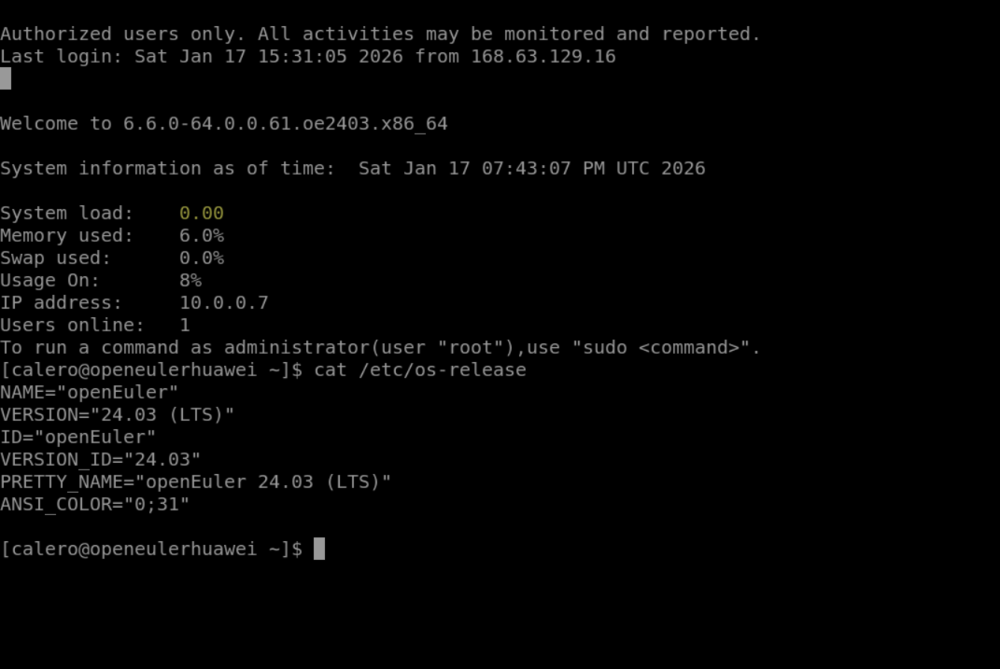 Authorized users only. All activities may be monitored and reported.
Last login: Sat Jan 17 15:31:05 2026 from 168.63.129.16
Welcome to 6.6.0-64.0.0.61.oe2403.x86_64
System information as of time:  Sat Jan 17 07:43:07 PM UTC 2026
System load:    0.00
Memory used:    6.0%
Swap used:      0.0%
Usage On:       8%
IP address:     10.0.0.7
Users online:   1
To run a command as administrator(user "root"),use "sudo <command>".
[calero@openeulerhuawei ~]$ cat /etc/os-release
NAME="openEuler"
VERSION="24.03 (LTS)"
ID="openEuler"
VERSION_ID="24.03"
PRETTY_NAME="openEuler 24.03 (LTS)"
ANSI_COLOR="0;31"
[calero@openeulerhuawei ~]$